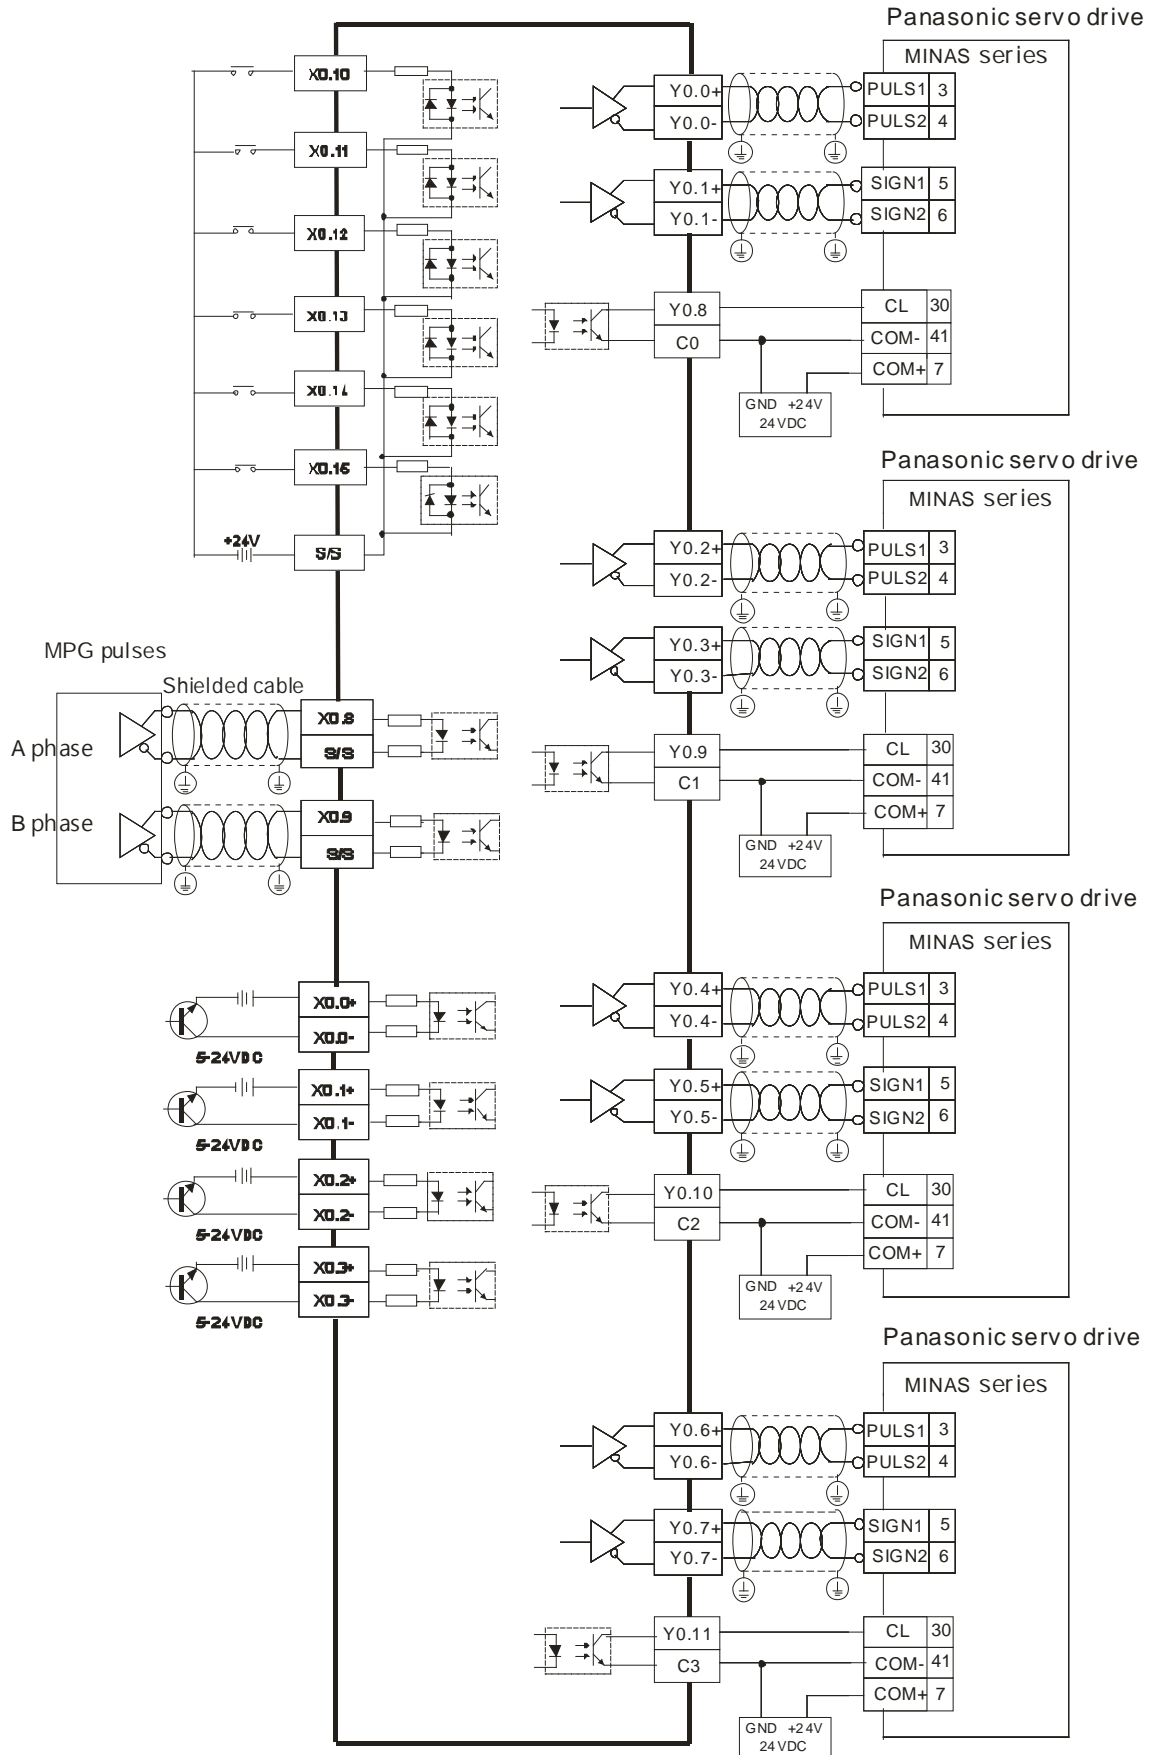 Panasonic servo drive
MINAS series
X0.10
X0.11
X0.12
X0.13
X0.14
X0.15
+24V
S/S
Y0.0+
Y0.0-
PULS1 3
PULS2 4
Y0.1+
Y0.1-
SIGN1 5
SIGN2 6
Y0.8
C0
CL 30
COM- 41
COM+ 7
GND +24V
24VDC
Panasonic servo drive
MINAS series
Y0.2+
Y0.2-
PULS1 3
PULS2 4
Y0.3+
Y0.3-
SIGN1 5
SIGN2 6
Y0.9
C1
CL 30
COM- 41
COM+ 7
GND +24V
24VDC
MPG pulses
Shielded cable
A phase
X0.8
S/S
B phase
X0.9
S/S
X0.0+
X0.0-
5-24VDC
X0.1+
X0.1-
5-24VDC
X0.2+
X0.2-
5-24VDC
X0.3+
X0.3-
5-24VDC
Panasonic servo drive
MINAS series
Y0.4+
Y0.4-
PULS1 3
PULS2 4
Y0.5+
Y0.5-
SIGN1 5
SIGN2 6
Y0.10
C2
CL 30
COM- 41
COM+ 7
GND +24V
24VDC
Panasonic servo drive
MINAS series
Y0.6+
Y0.6-
PULS1 3
PULS2 4
Y0.7+
Y0.7-
SIGN1 5
SIGN2 6
Y0.11
C3
CL 30
COM- 41
COM+ 7
GND +24V
24VDC